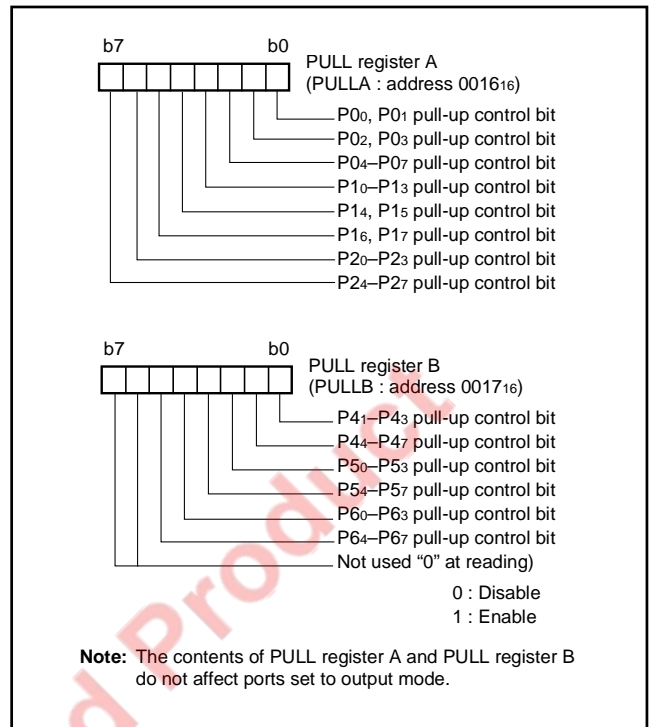 b7 b0
PULL register A
(PULLA : address 0016₁₆)
P0₀, P0₁ pull-up control bit
P0₂, P0₃ pull-up control bit
P0₄–P0₇ pull-up control bit
P1₀–P1₃ pull-up control bit
P1₄, P1₅ pull-up control bit
P1₆, P1₇ pull-up control bit
P2₀–P2₃ pull-up control bit
P2₄–P2₇ pull-up control bit
b7 b0
PULL register B
(PULLB : address 0017₁₆)
P4₁–P4₃ pull-up control bit
P4₄–P4₇ pull-up control bit
P5₀–P5₃ pull-up control bit
P5₄–P5₇ pull-up control bit
P6₀–P6₃ pull-up control bit
P6₄–P6₇ pull-up control bit
Not used “0” at reading)
0 : Disable
1 : Enable
Note: The contents of PULL register A and PULL register B
do not affect ports set to output mode.
d Product